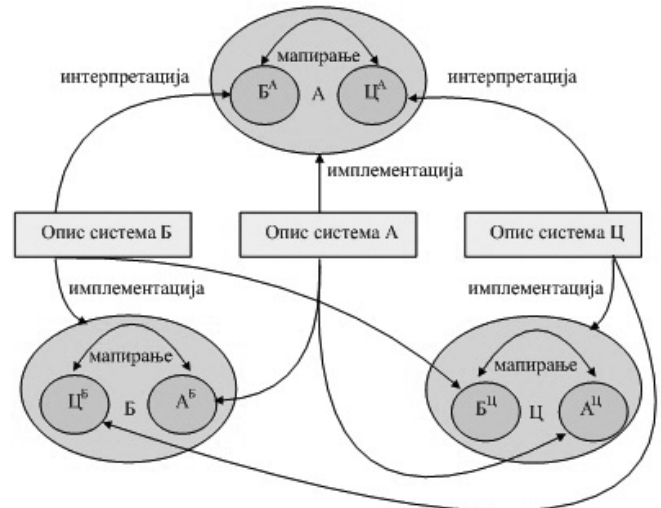 мапирање
интерпретација
интерпретација
Б^А А Ц^А
имплементација
Опис система Б
Опис система А
Опис система Ц
имплементација
имплементација
мапирање
мапирање
Ц^Б Б А^Б
Б^Ц Ц А^Ц